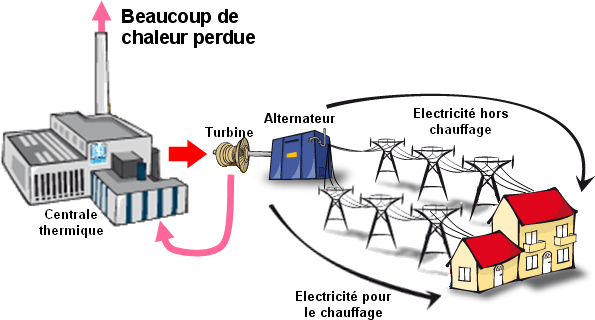 Beaucoup de
chaleur perdue
Alternateur
Turbine
Electricité hors
chauffage
Centrale
thermique
Electricité pour
le chauffage